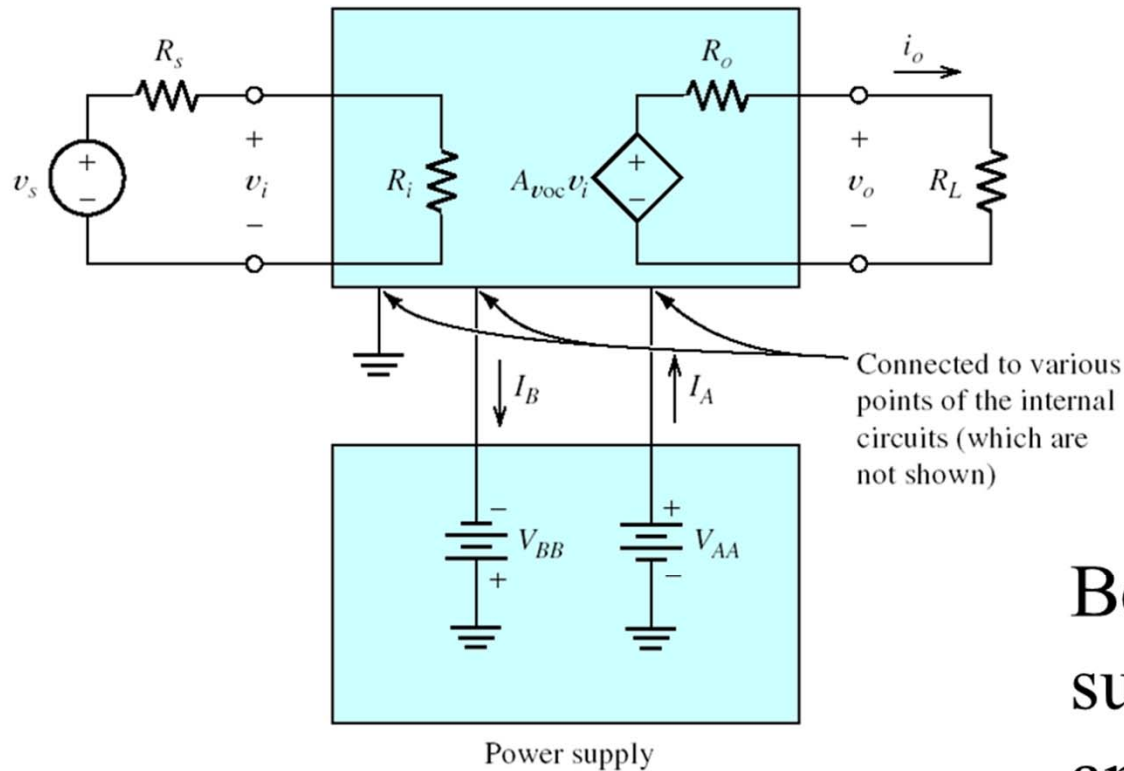 R_s
R_o
i_o
+
+
+
+
v_s
v_i
R_i
A_voc v_i
v_o
R_L
−
−
−
−
Connected to various
points of the internal
circuits (which are
not shown)
I_B
I_A
−
+
V_BB
V_AA
+
−
Power supply